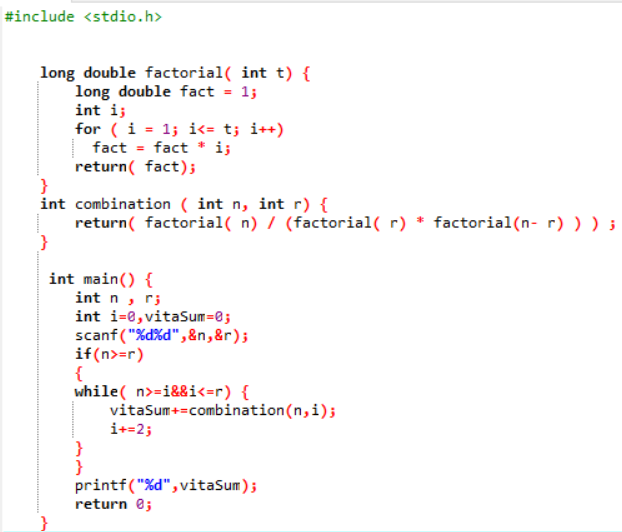 #include <stdio.h>
long double factorial( int t) {
long double fact = 1;
int i;
for ( i = 1; i<= t; i++)
fact = fact * i;
return( fact);
}
int combination ( int n, int r) {
return( factorial( n) / (factorial( r) * factorial(n- r) ) ) ;
}
int main() {
int n , r;
int i=0,vitaSum=0;
scanf("%d%d",&n,&r);
if(n>=r)
{
while( n>=i&&i<=r) {
vitaSum+=combination(n,i);
i+=2;
}
}
printf("%d",vitaSum);
return 0;
}